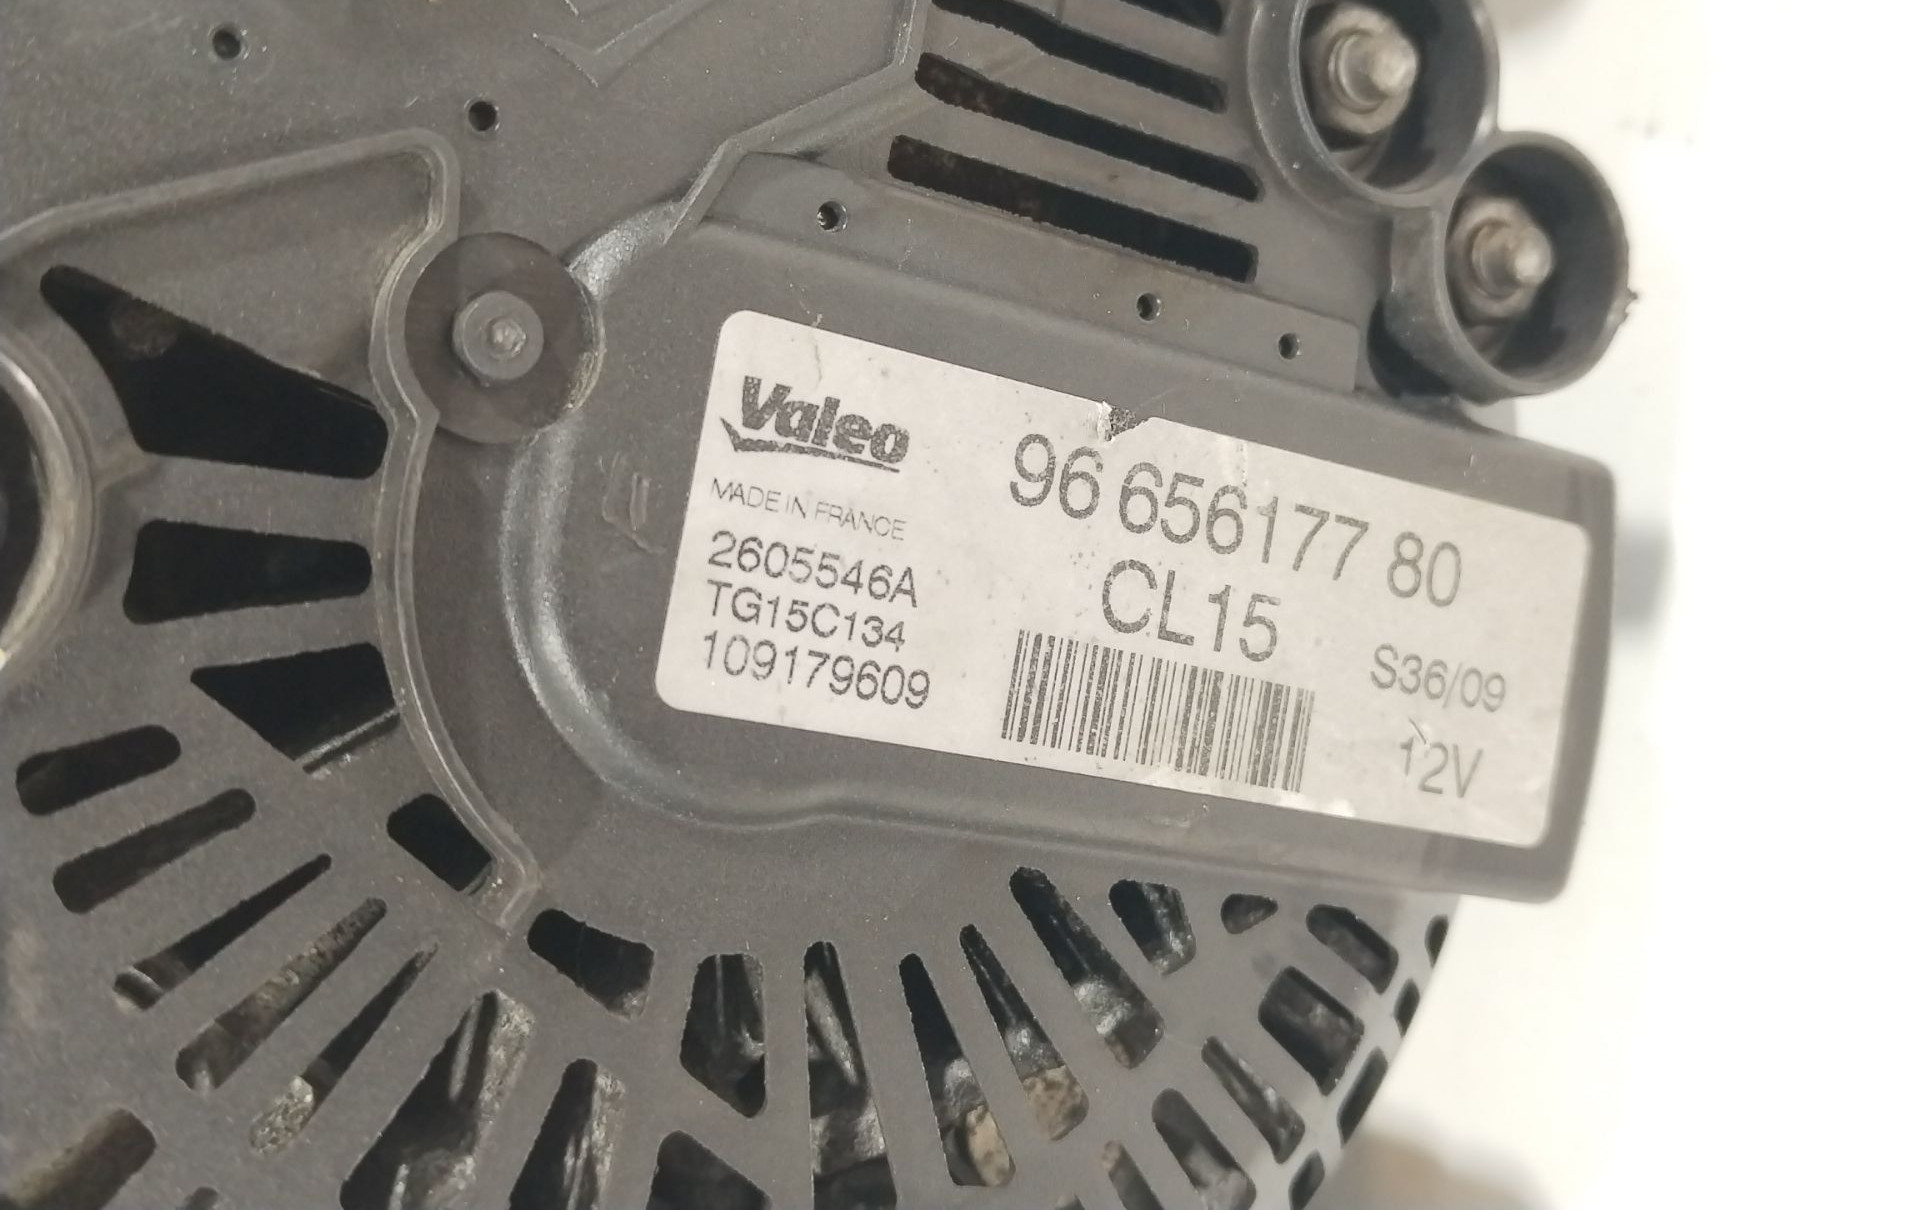 Valeo
MADE IN FRANCE
2605546A
TG15C134
109179609
96 656177 80
CL15
S36/09
12V